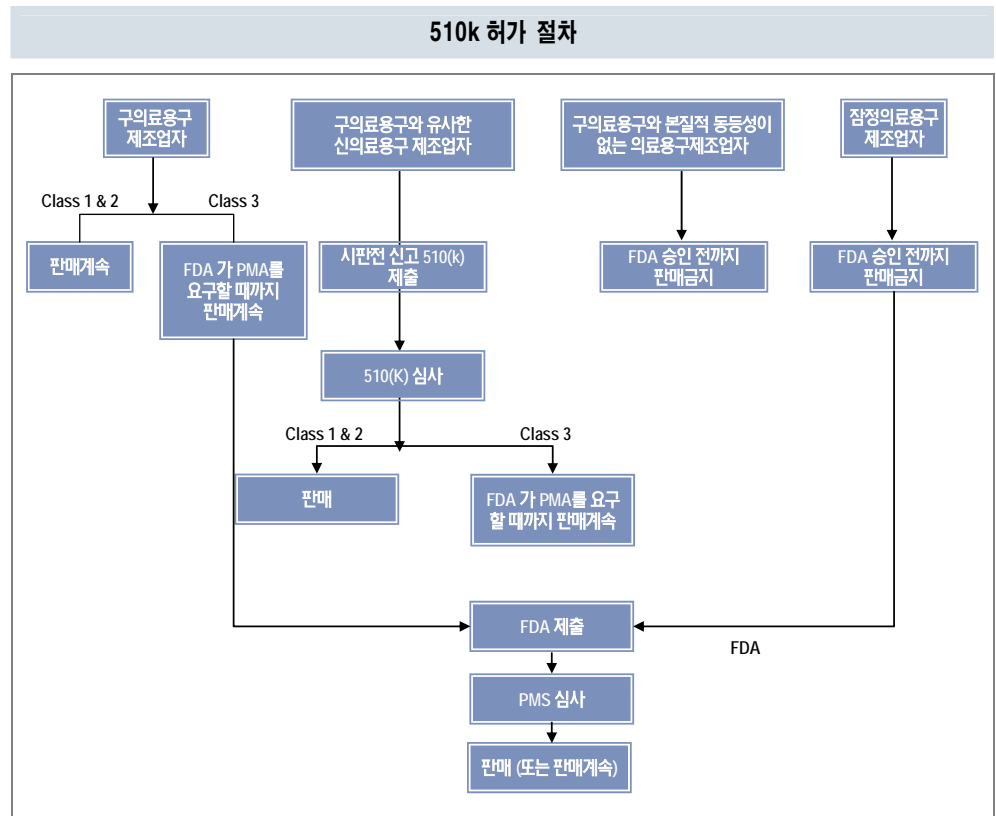 510k 허가 절차
구의료용구
제조업자
구의료용구와 유사한
신의료용구 제조업자
구의료용구와 본질적 동등성이
없는 의료용구제조업자
잠정의료용구
제조업자
Class 1 & 2
Class 3
판매계속
FDA 가 PMA를
요구할 때까지
판매계속
시판전 신고 510(k)
제출
FDA 승인 전까지
판매금지
FDA 승인 전까지
판매금지
510(K) 심사
Class 1 & 2
Class 3
판매
FDA 가 PMA를 요구
할 때까지 판매계속
FDA 제출
FDA
PMS 심사
판매 (또는 판매계속)